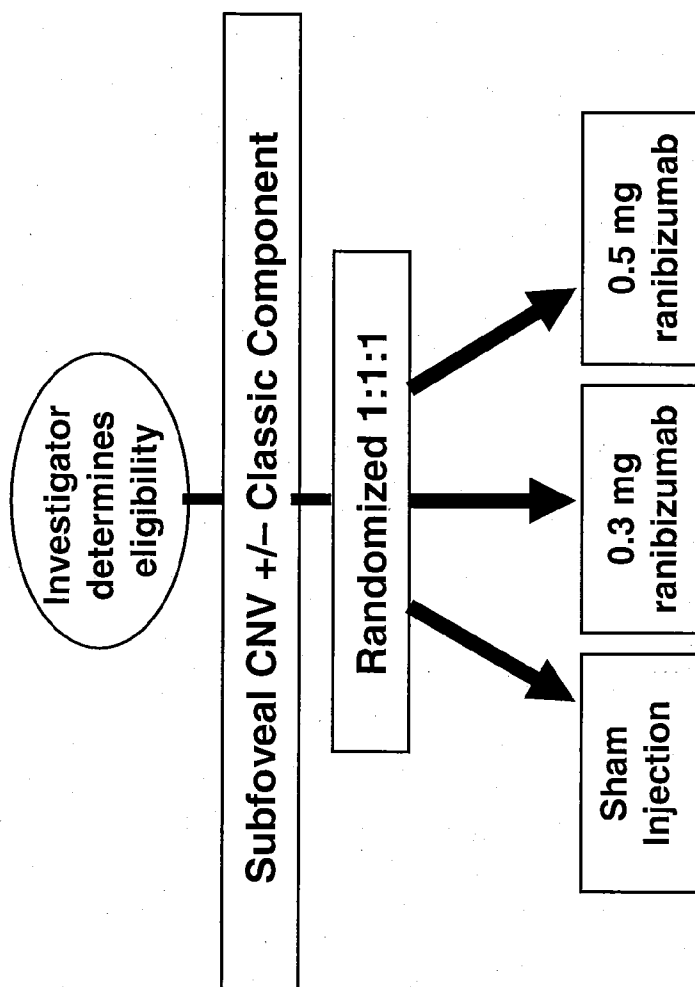 Investigator
determines
eligibility
Subfoveal CNV +/– Classic Component
Randomized 1:1:1
Sham
Injection
0.3 mg
ranibizumab
0.5 mg
ranibizumab